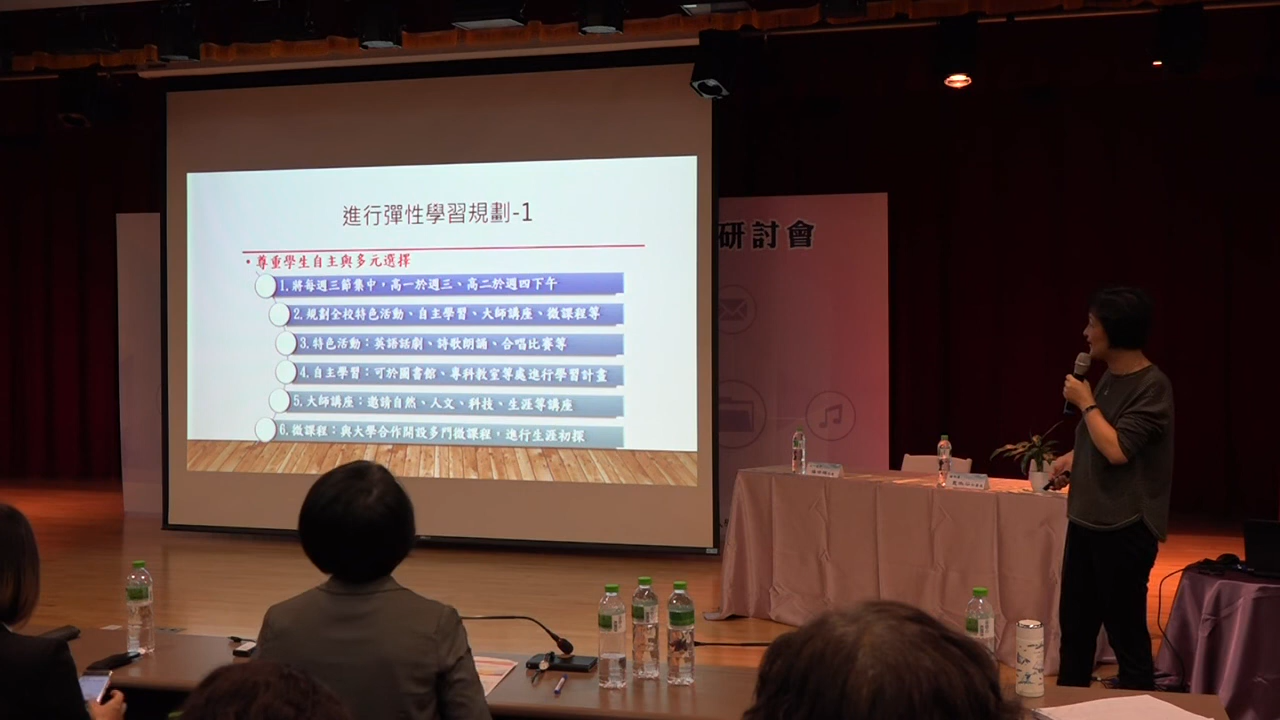 進行彈性學習規劃-1
• 尊重學生自主與多元選擇
1. 將每週三節集中，高一於週三、高二於週四下午
2. 規劃全校特色活動、自主學習、大師講座、微課程等
3. 特色活動：英語話劇、詩歌朗誦、合唱比賽等
4. 自主學習：可於圖書館、專科教室等處進行學習計畫
5. 大師講座：邀請自然、人文、科技、生涯等講座
6. 微課程：與大學合作開設多門微課程，進行生涯初探
研討會